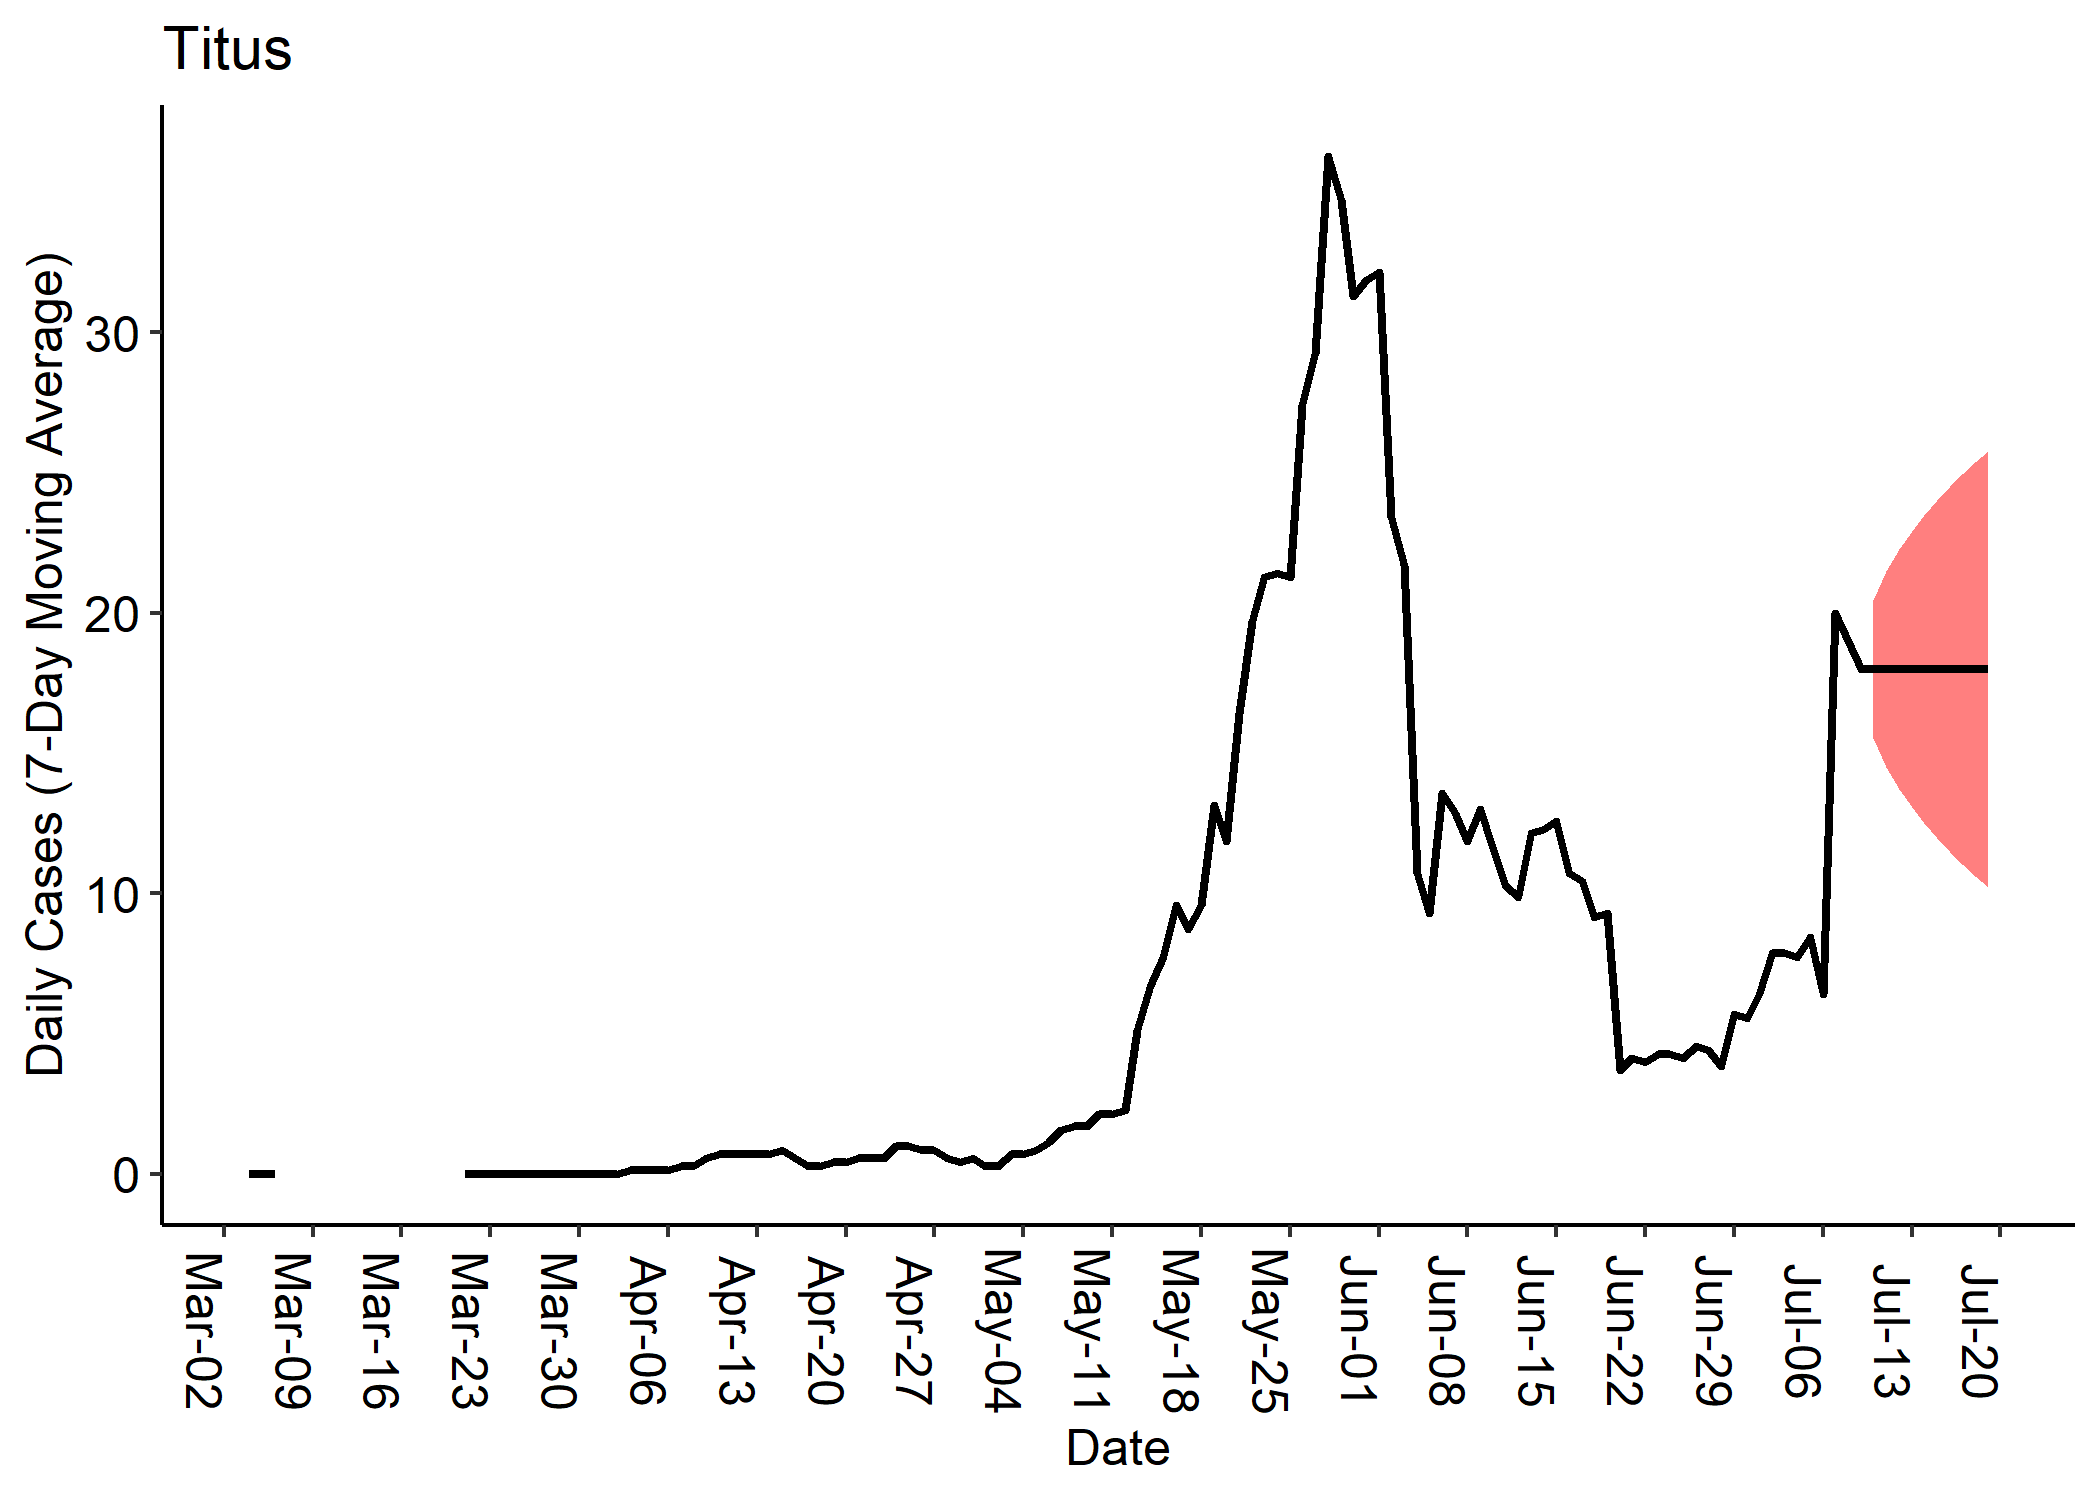 Titus
Daily Cases (7-Day Moving Average)
30
20
10
0
Mar-02
Mar-09
Mar-16
Mar-23
Mar-30
Apr-06
Apr-13
Apr-20
Apr-27
May-04
May-11
May-18
May-25
Jun-01
Jun-08
Jun-15
Jun-22
Jun-29
Jul-06
Jul-13
Jul-20
Date